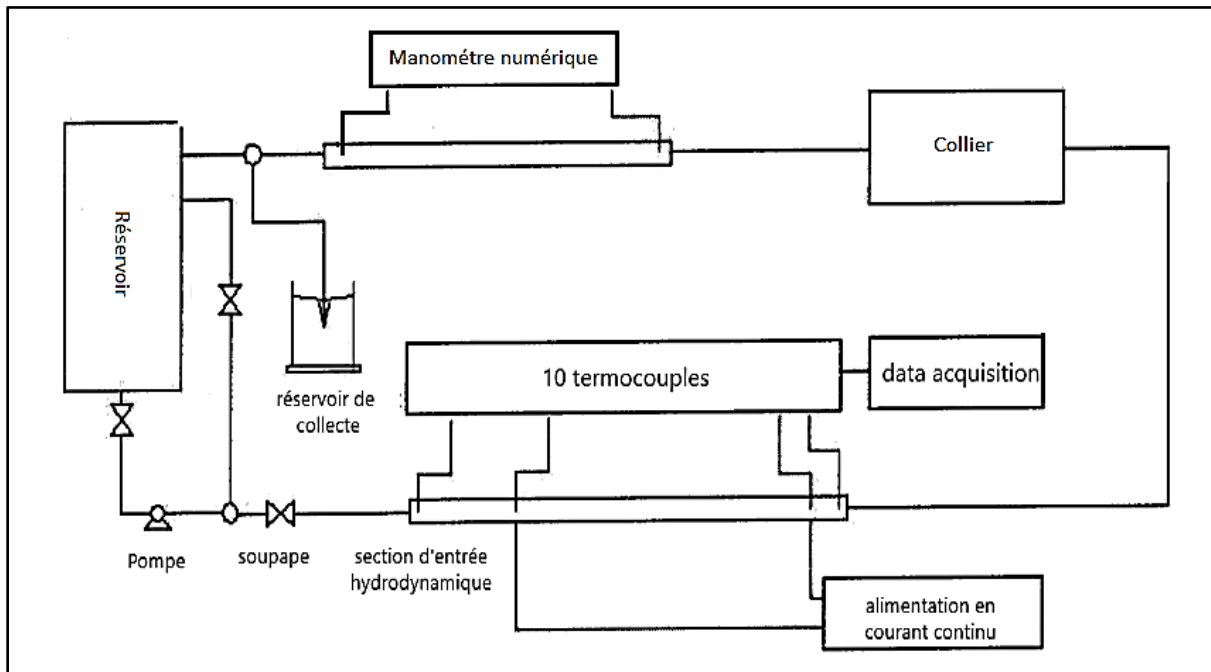 Manométre numérique
Collier
Réservoir
réservoir de
collecte
10 termocouples
data acquisition
Pompe
soupape
section d'entrée
hydrodynamique
alimentation en
courant continu